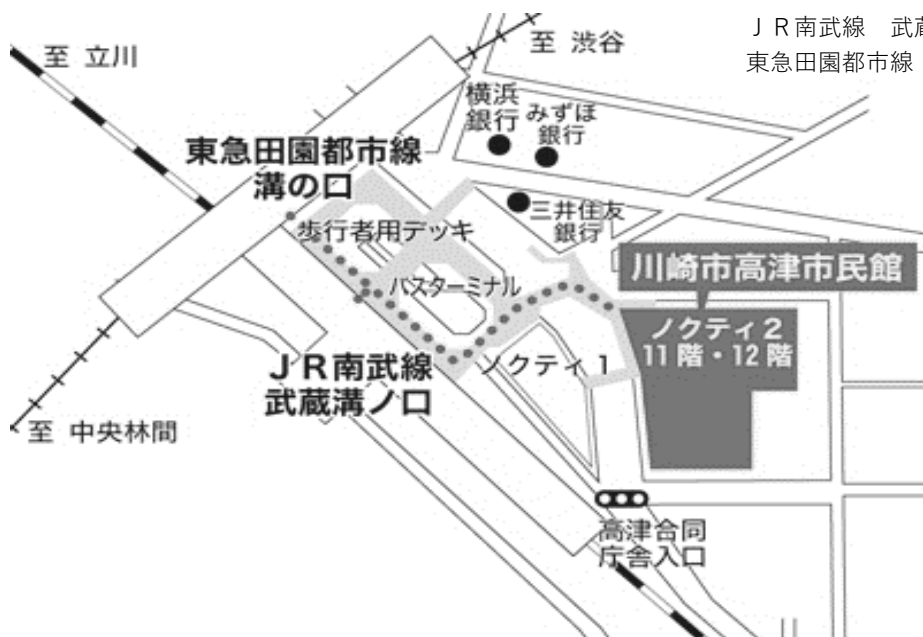 ＪＲ南武線　武蔵
東急田園都市線
至 立川
至 渋谷
横浜
銀行
みずほ
銀行
東急田園都市線
溝の口
三井住友
銀行
歩行者用デッキ
川崎市高津市民館
バスターミナル
ノクティ２
11階・12階
ノクティ1
ＪＲ南武線
武蔵溝ノ口
至 中央林間
高津合同
庁舎入口